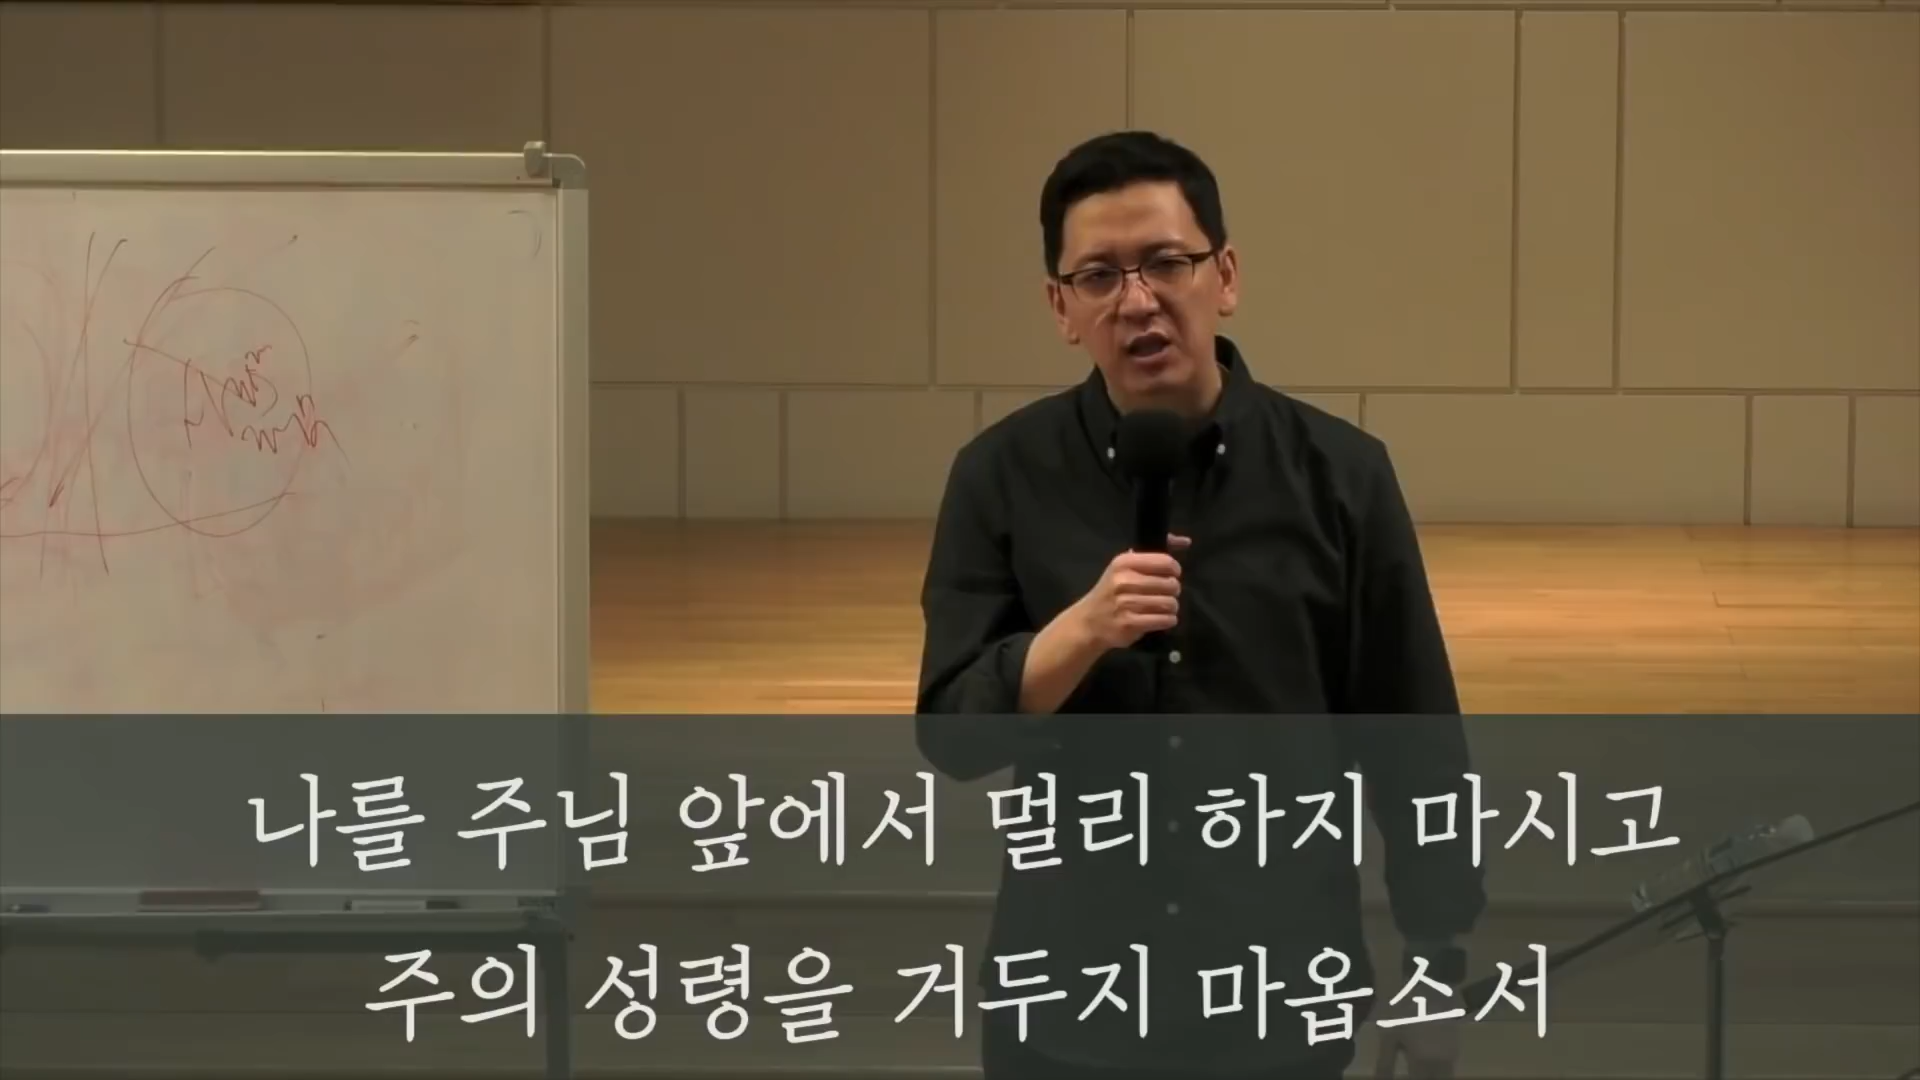 나를 주님 앞에서 멀리 하지 마시고
주의 성령을 거두지 마옵소서